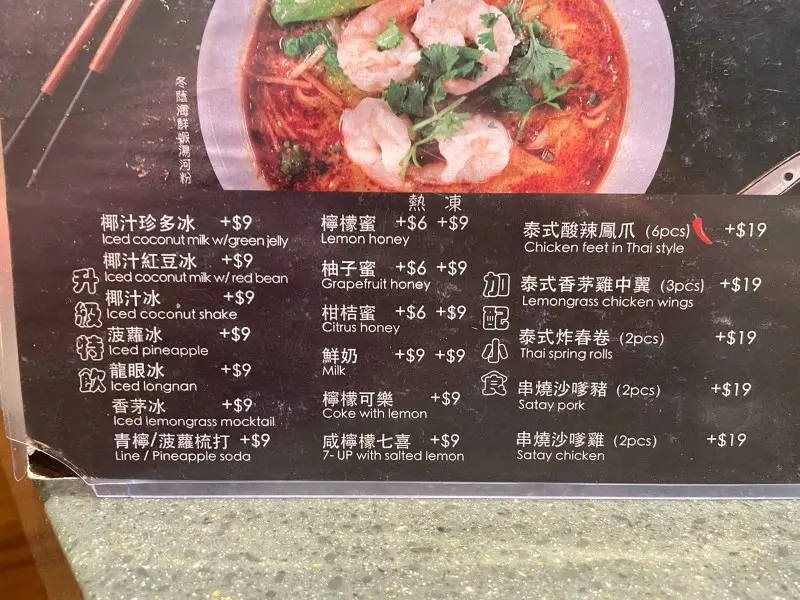 冬蔭海鮮蝦湯河粉
升級特飲
椰汁珍多冰 +$9
Iced coconut milk w/green jelly
椰汁紅豆冰 +$9
Iced coconut milk w/ red bean
椰汁冰 +$9
Iced coconut shake
菠蘿冰 +$9
Iced pineapple
龍眼冰 +$9
Iced longnan
香茅冰 +$9
Iced lemongrass mocktail
青檸/菠蘿梳打 +$9
Line / Pineapple soda
熱 凍
檸檬蜜 +$6 +$9
Lemon honey
柚子蜜 +$6 +$9
Grapefruit honey
柑桔蜜 +$6 +$9
Citrus honey
鮮奶 +$9 +$9
Milk
檸檬可樂 +$9
Coke with lemon
咸檸檬七喜 +$9
7- UP with salted lemon
加配小食
泰式酸辣鳳爪 (6pcs) +$19
Chicken feet in Thai style
泰式香茅雞中翼 (3pcs) +$19
Lemongrass chicken wings
泰式炸春卷 (2pcs) +$19
Thai spring rolls
串燒沙嗲豬 (2pcs) +$19
Satay pork
串燒沙嗲雞 (2pcs) +$19
Satay chicken